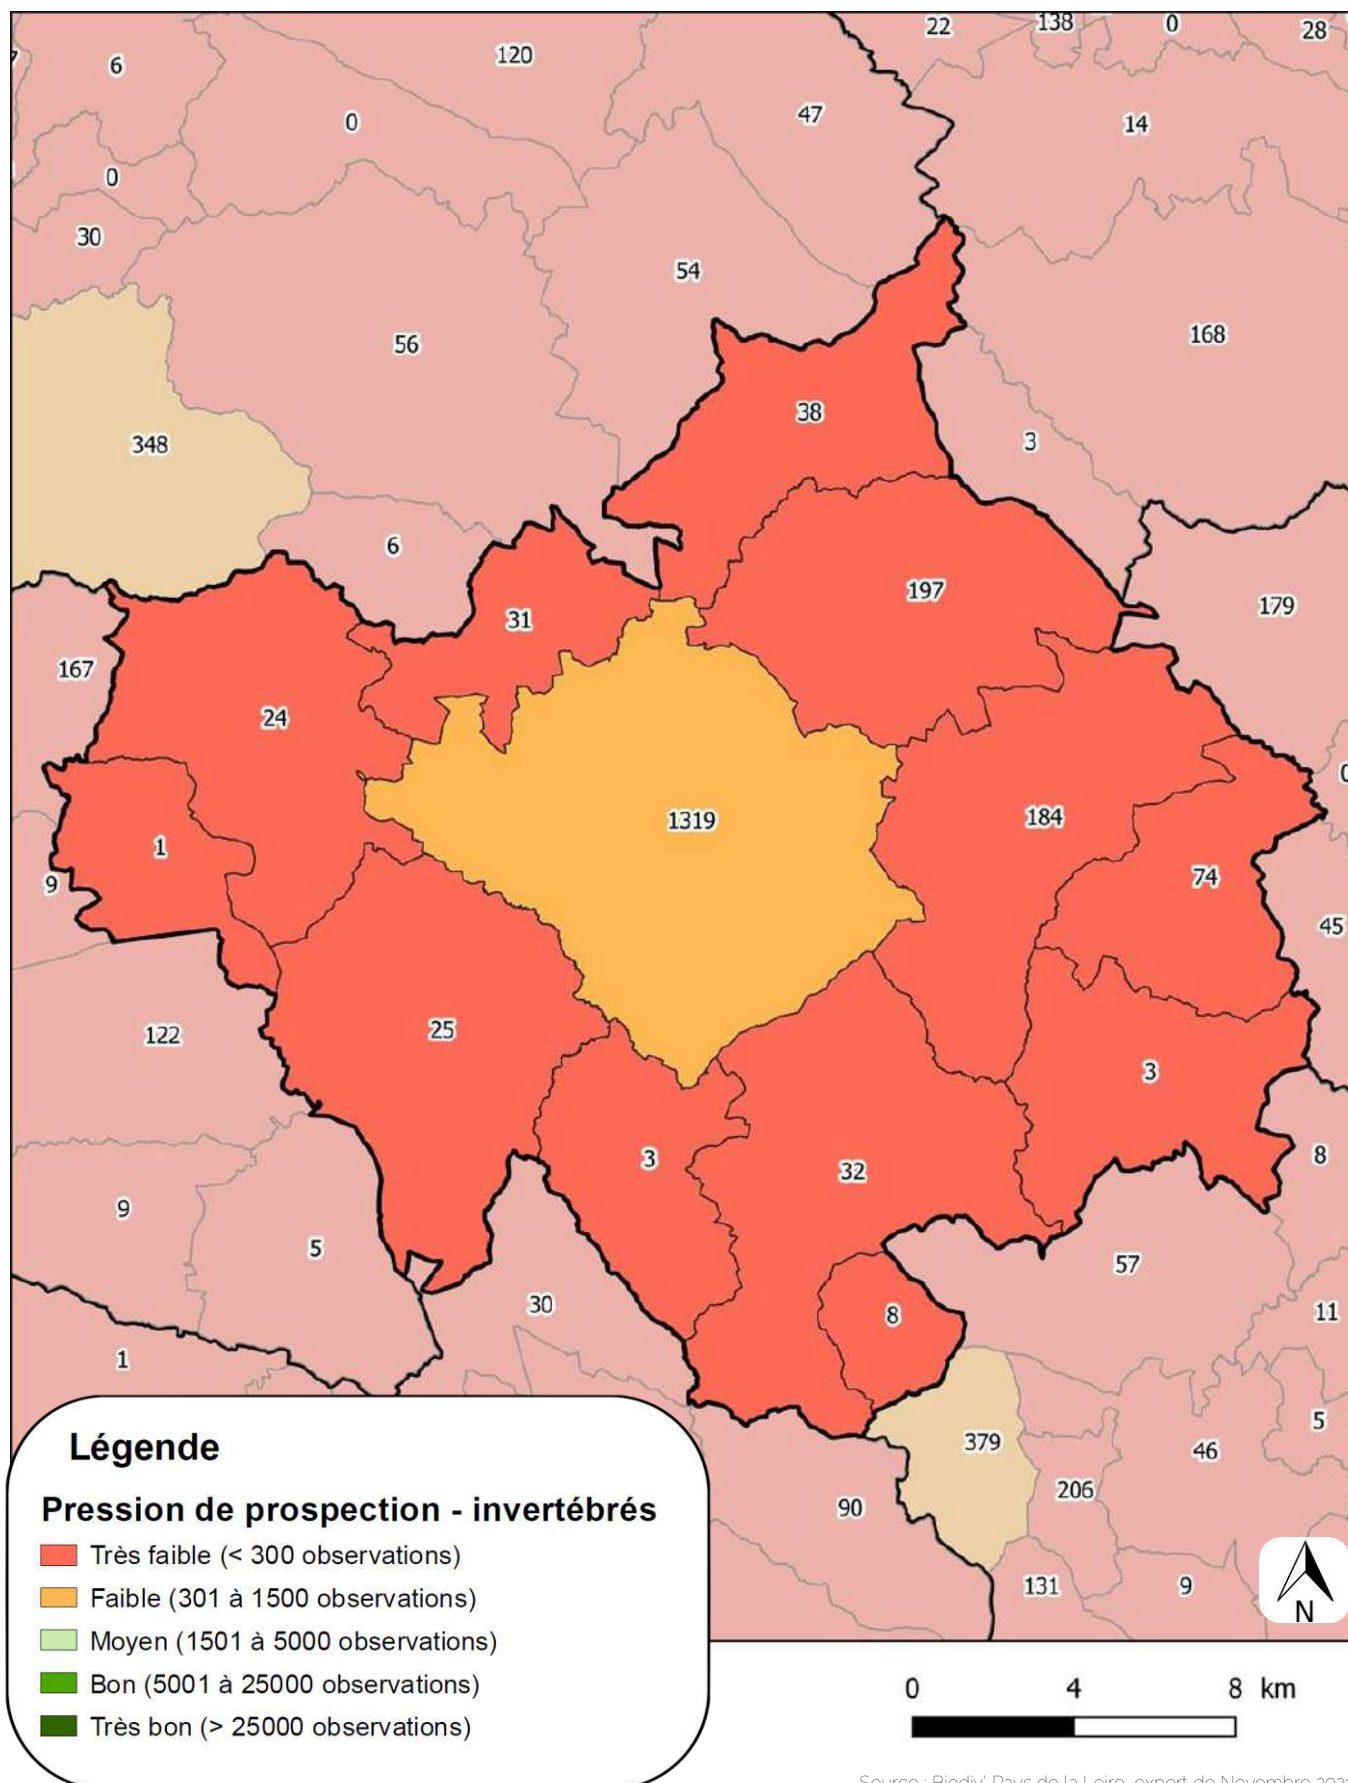 22 138 0 28
6 120
47 14
0
0
30
54
56 168
348 38 3
6
197 179
31
167
24
1319 184
1 74
9
45
122 25
3
3 32 8
9
5 57
30 8 11
1
5
379 46
206
90
131 9
N
Légende
Pression de prospection - invertébrés
Très faible (< 300 observations)
Faible (301 à 1500 observations)
Moyen (1501 à 5000 observations)
Bon (5001 à 25000 observations)
Très bon (> 25000 observations)
0 4 8 km